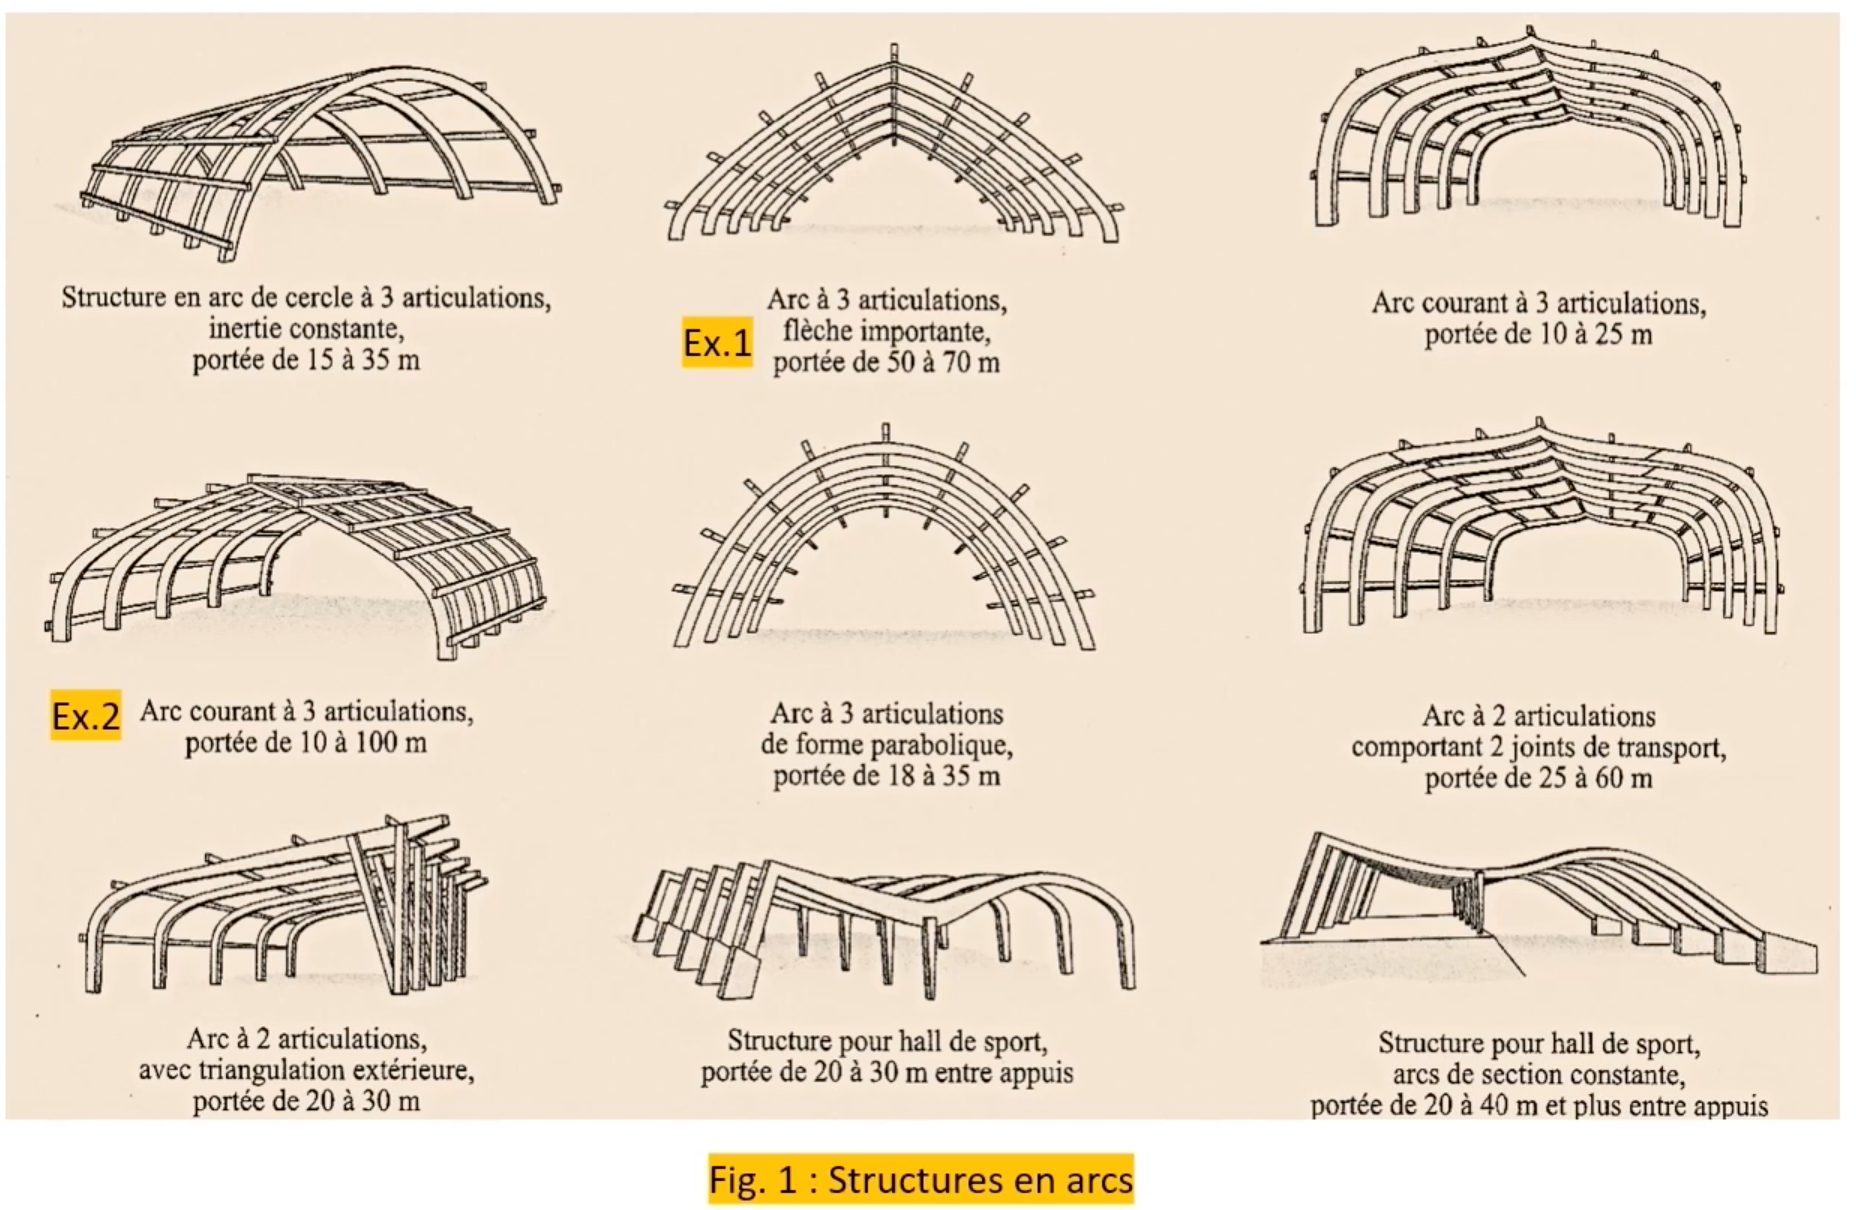 Structure en arc de cercle à 3 articulations,
inertie constante,
portée de 15 à 35 m
Ex.1
Arc à 3 articulations,
flèche importante,
portée de 50 à 70 m
Arc courant à 3 articulations,
portée de 10 à 25 m
Ex.2
Arc courant à 3 articulations,
portée de 10 à 100 m
Arc à 3 articulations
de forme parabolique,
portée de 18 à 35 m
Arc à 2 articulations
comportant 2 joints de transport,
portée de 25 à 60 m
Arc à 2 articulations,
avec triangulation extérieure,
portée de 20 à 30 m
Structure pour hall de sport,
portée de 20 à 30 m entre appuis
Structure pour hall de sport,
arcs de section constante,
portée de 20 à 40 m et plus entre appuis
Fig. 1 : Structures en arcs